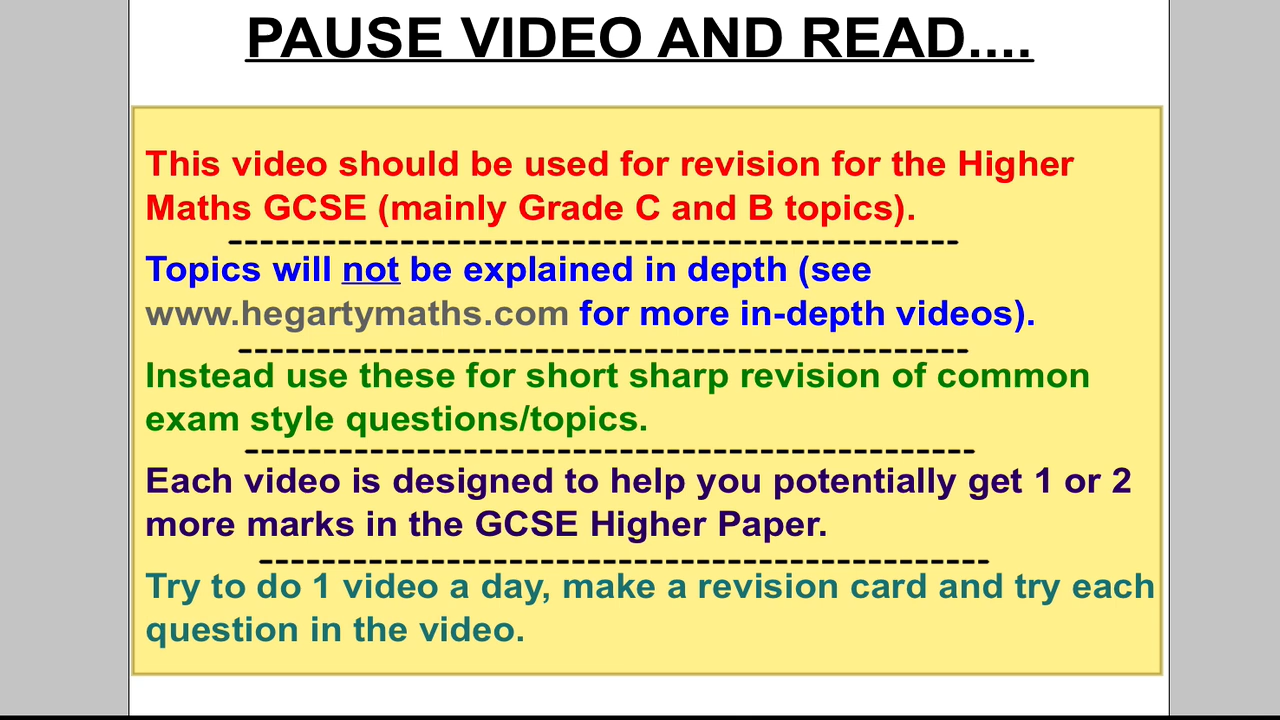 PAUSE VIDEO AND READ....
This video should be used for revision for the Higher
Maths GCSE (mainly Grade C and B topics).
Topics will not be explained in depth (see
www.hegartymaths.com for more in-depth videos).
Instead use these for short sharp revision of common
exam style questions/topics.
Each video is designed to help you potentially get 1 or 2
more marks in the GCSE Higher Paper.
Try to do 1 video a day, make a revision card and try each
question in the video.